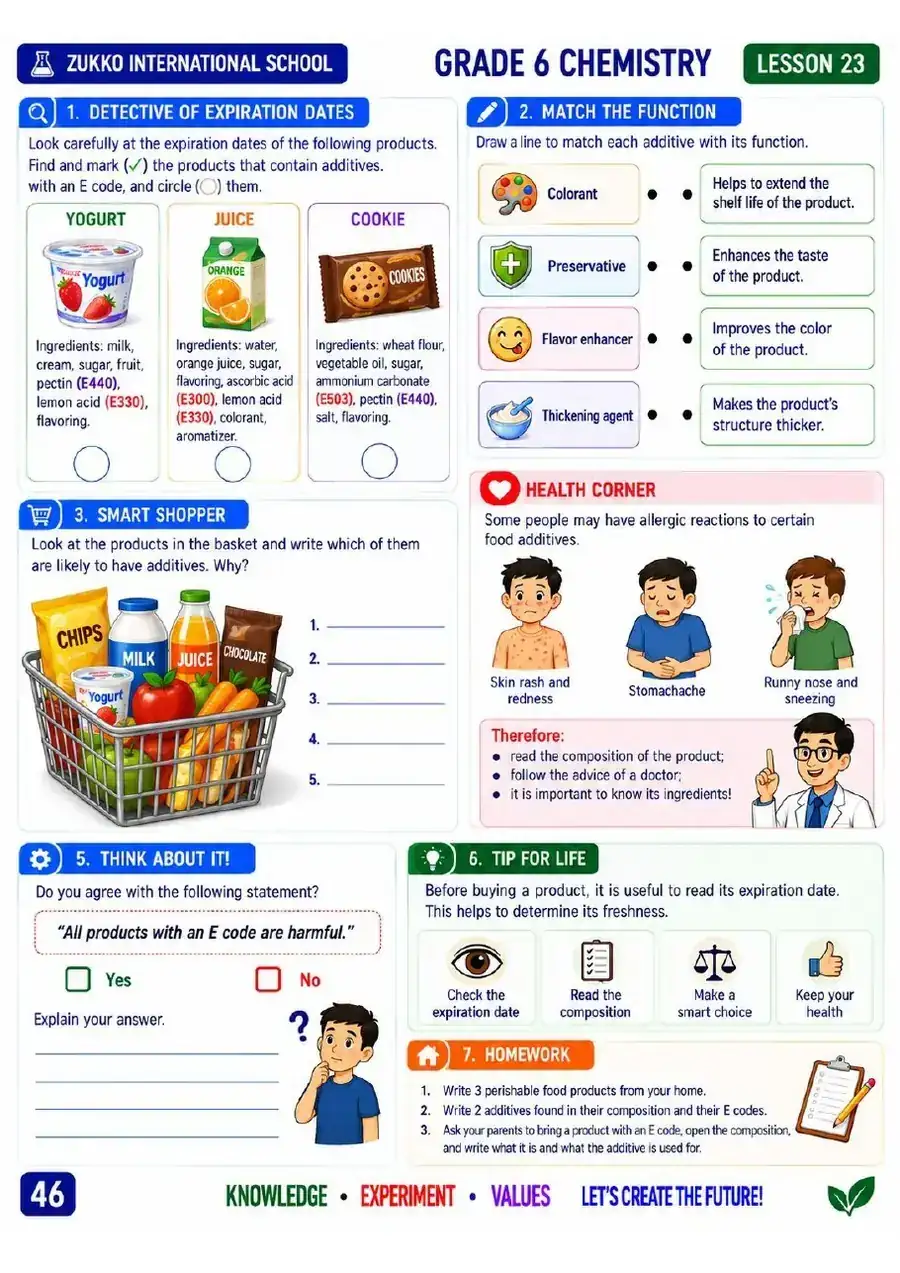 ZUKKO INTERNATIONAL SCHOOL
GRADE 6 CHEMISTRY
LESSON 23
1. DETECTIVE OF EXPIRATION DATES
Look carefully at the expiration dates of the following products.
Find and mark (✓) the products that contain additives.
with an E code, and circle (○) them.
YOGURT
Yogurt
Ingredients: milk,
cream, sugar, fruit,
pectin (E440),
lemon acid (E330),
flavoring.
JUICE
ORANGE
Ingredients: water,
orange juice, sugar,
flavoring, ascorbic acid
(E300), lemon acid
(E330), colorant,
aromatizer.
COOKIE
COOKIES
Ingredients: wheat flour,
vegetable oil, sugar,
ammonium carbonate
(E503), pectin (E440),
salt, flavoring.
2. MATCH THE FUNCTION
Draw a line to match each additive with its function.
Colorant
Helps to extend the
shelf life of the product.
Preservative
Enhances the taste
of the product.
Flavor enhancer
Improves the color
of the product.
Thickening agent
Makes the product's
structure thicker.
3. SMART SHOPPER
Look at the products in the basket and write which of them
are likely to have additives. Why?
CHIPS
MILK
JUICE
CHOCOLATE
Yogurt
1.
2.
3.
4.
5.
HEALTH CORNER
Some people may have allergic reactions to certain
food additives.
Skin rash and
redness
Stomachache
Runny nose and
sneezing
Therefore:
• read the composition of the product;
• follow the advice of a doctor;
• it is important to know its ingredients!
5. THINK ABOUT IT!
Do you agree with the following statement?
"All products with an E code are harmful."
Yes
No
Explain your answer.
?
6. TIP FOR LIFE
Before buying a product, it is useful to read its expiration date.
This helps to determine its freshness.
Check the
expiration date
Read the
composition
Make a
smart choice
Keep your
health
7. HOMEWORK
1. Write 3 perishable food products from your home.
2. Write 2 additives found in their composition and their E codes.
3. Ask your parents to bring a product with an E code, open the composition,
and write what it is and what the additive is used for.
46
KNOWLEDGE • EXPERIMENT • VALUES LET'S CREATE THE FUTURE!